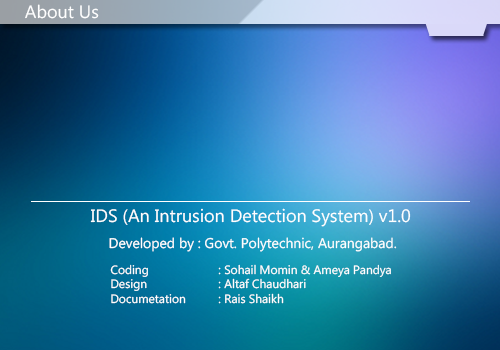 About Us
IDS (An Intrusion Detection System) v1.0
Developed by : Govt. Polytechnic, Aurangabad.
Coding : Sohail Momin & Ameya Pandya
Design : Altaf Chaudhari
Documetation : Rais Shaikh